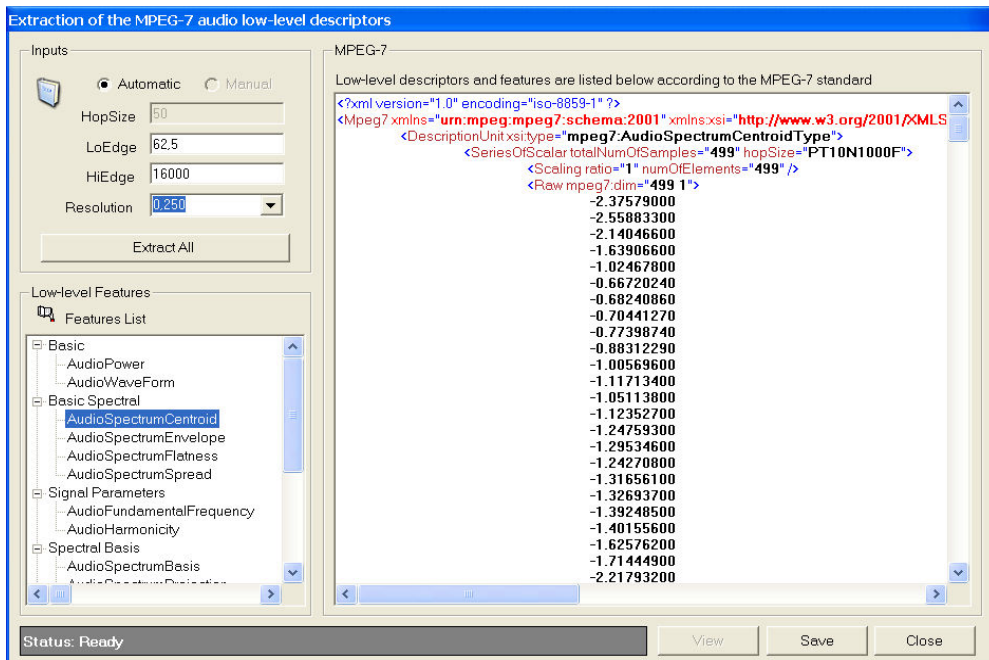 Extraction of the MPEG-7 audio low-level descriptors
Inputs
Automatic Manual
HopSize 50
LoEdge 62,5
HiEdge 16000
Resolution 0,250
Extract All
Low-level Features
Features List
Basic
AudioPower
AudioWaveForm
Basic Spectral
AudioSpectrumCentroid
AudioSpectrumEnvelope
AudioSpectrumFlatness
AudioSpectrumSpread
Signal Parameters
AudioFundamentalFrequency
AudioHarmonicity
Spectral Basis
AudioSpectrumBasis
MPEG-7
Low-level descriptors and features are listed below according to the MPEG-7 standard
<?xml version="1.0" encoding="iso-8859-1" ?>
<Mpeg7 xmlns="urn:mpeg:mpeg7:schema:2001" xmlns:xsi="http://www.w3.org/2001/XMLS
<DescriptionUnit xsi:type="mpeg7:AudioSpectrumCentroidType">
<SeriesOfScalar totalNumOfSamples="499" hopSize="PT10N1000F">
<Scaling ratio="1" numOfElements="499" />
<Raw mpeg7:dim="499 1">
-2.37579000
-2.55883300
-2.14046600
-1.63906600
-1.02467800
-0.66720240
-0.68240860
-0.70441270
-0.77398740
-0.88312290
-1.00569600
-1.11713400
-1.05113800
-1.12352700
-1.24759300
-1.29534600
-1.24270800
-1.31656100
-1.32693700
-1.39248500
-1.40155600
-1.62576200
-1.71444900
-2.21793200
Status: Ready
View Save Close